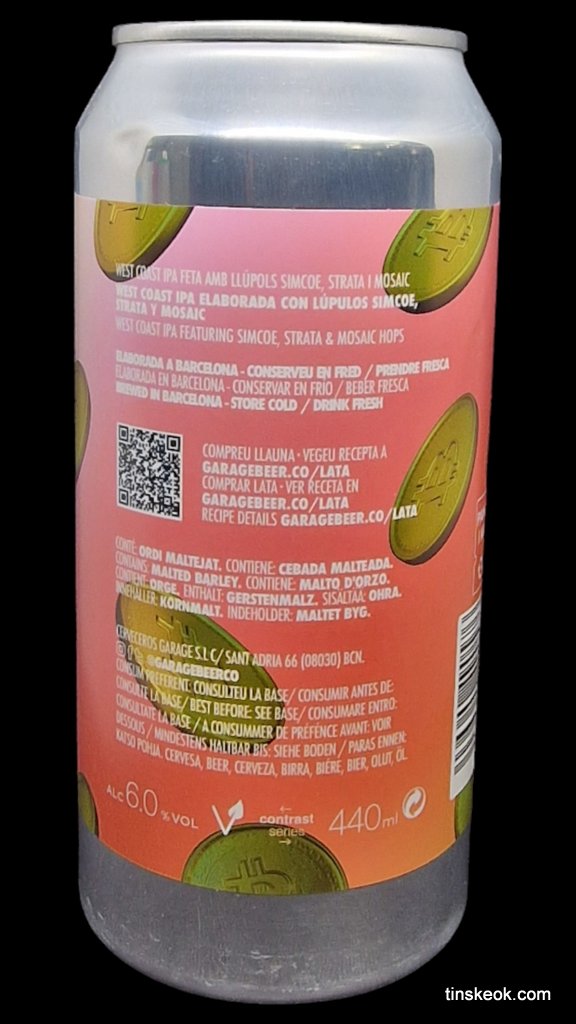 WEST COAST IPA FETA AMB LLÚPOLS SIMCOE, STRATA I MOSAIC
WEST COAST IPA ELABORADA CON LÚPULOS SIMCOE,
STRATA Y MOSAIC
WEST COAST IPA FEATURING SIMCOE, STRATA & MOSAIC HOPS
ELABORADA A BARCELONA - CONSERVEU EN FRED / PRENDRE FRESCA
ELABORADA EN BARCELONA - CONSERVAR EN FRIO / BEBER FRESCA
BREWED IN BARCELONA - STORE COLD / DRINK FRESH
COMPREU LLAUNA · VEGEU RECEPTA A
GARAGEBEER.CO/LATA
COMPRAR LATA · VER RECETA EN
GARAGEBEER.CO/LATA
RECIPE DETAILS GARAGEBEER.CO/LATA
CONTÉ: ORDI MALTEJAT. CONTIENE: CEBADA MALTEADA.
CONTAINS: MALTED BARLEY. CONTIENE: MALTO D'ORZO.
CONTIENT: ORGE. ENTHALT: GERSTENMALZ. SISALTAA: OHRA.
INNEHÅLLER: KORNMALT. INDEHOLDER: MALTET BYG.
CERVECEROS GARAGE S.L C/ SANT ADRIA 66 (08030) BCN.
@GARAGEBEERCO
CONSUM PREFERENT: CONSULTEU LA BASE/ CONSUMIR ANTES DE:
CONSULTE LA BASE/ BEST BEFORE: SEE BASE/ CONSUMARE ENTRO:
CONSULTATE LA BASE / A CONSUMMER DE PRÉFÉNCE AVANT: VOIR
DESSOUS / MINDESTENS HALTBAR BIS: SIEHE BODEN / PARAS ENNEN:
KATSO POHJA. CERVESA, BEER, CERVEZA, BIRRA, BIÈRE, BIER, OLUT, ÖL.
ALC 6.0 % VOL
contrast
series
440ml
tinskeok.com